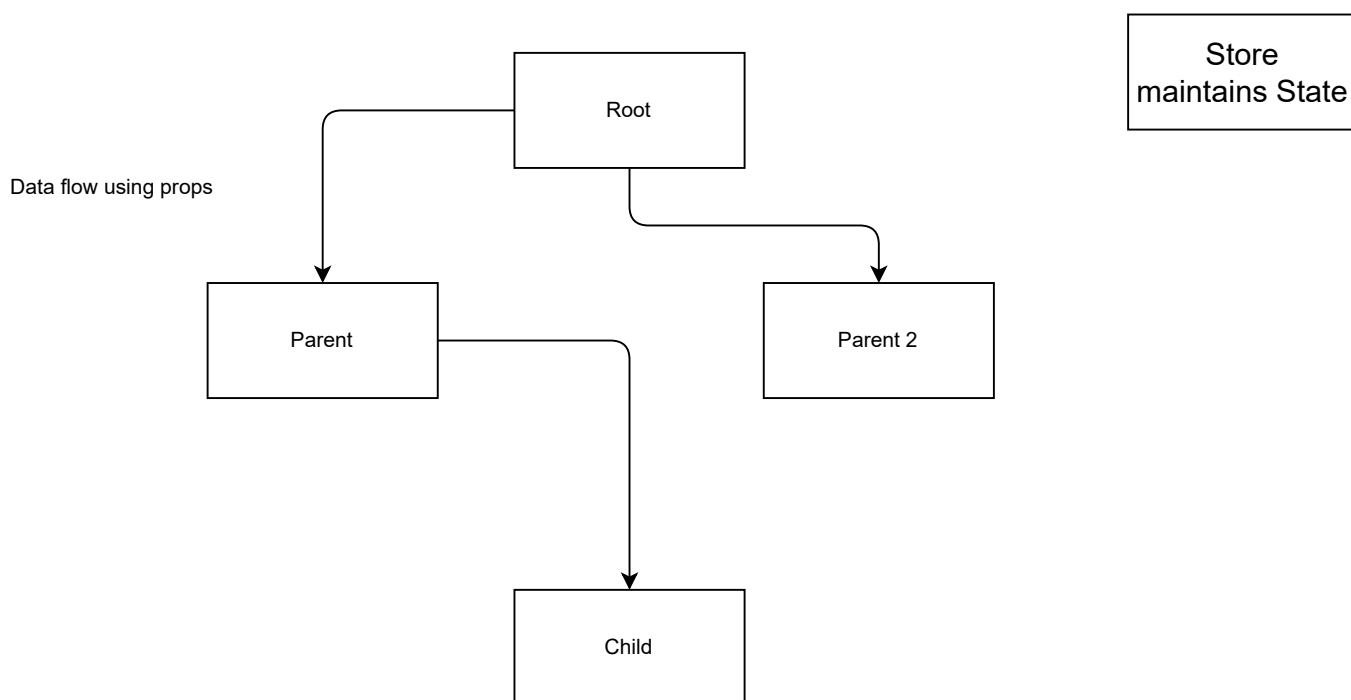 Store
maintains State
Root
Data flow using props
Parent
Parent 2
Child